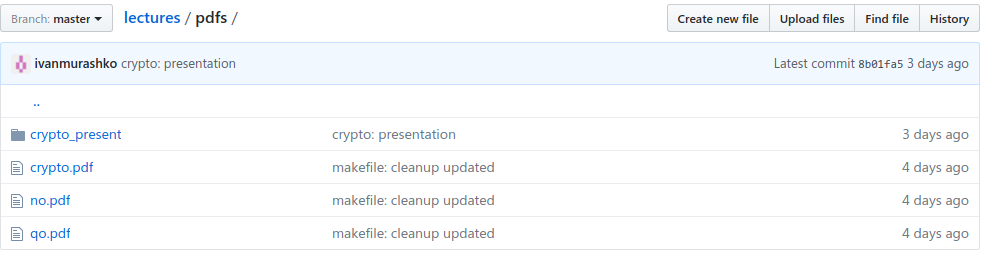 Branch: master lectures / pdfs / Create new file Upload files Find file History
ivanmurashko crypto: presentation Latest commit 8b01fa5 3 days ago
..
crypto_present crypto: presentation 3 days ago
crypto.pdf makefile: cleanup updated 4 days ago
no.pdf makefile: cleanup updated 4 days ago
qo.pdf makefile: cleanup updated 4 days ago